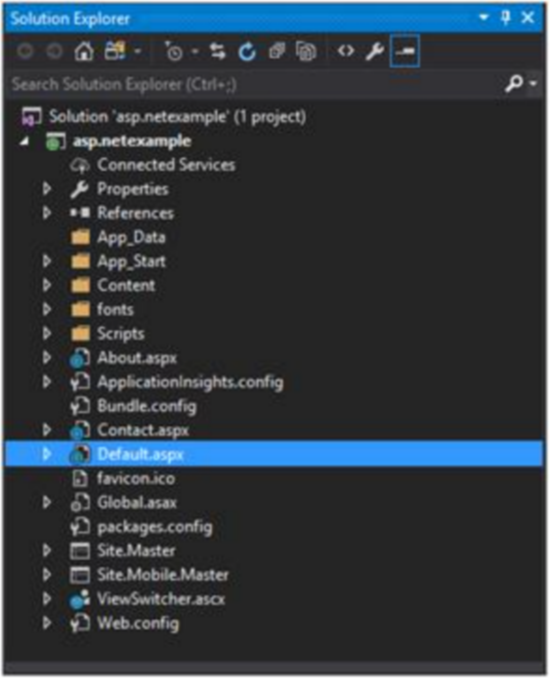 Solution Explorer
Search Solution Explorer (Ctrl+;)
Solution 'asp.netexample' (1 project)
asp.netexample
Connected Services
Properties
References
App_Data
App_Start
Content
fonts
Scripts
About.aspx
ApplicationInsights.config
Bundle.config
Contact.aspx
Default.aspx
favicon.ico
Global.asax
packages.config
Site.Master
Site.Mobile.Master
ViewSwitcher.ascx
Web.config